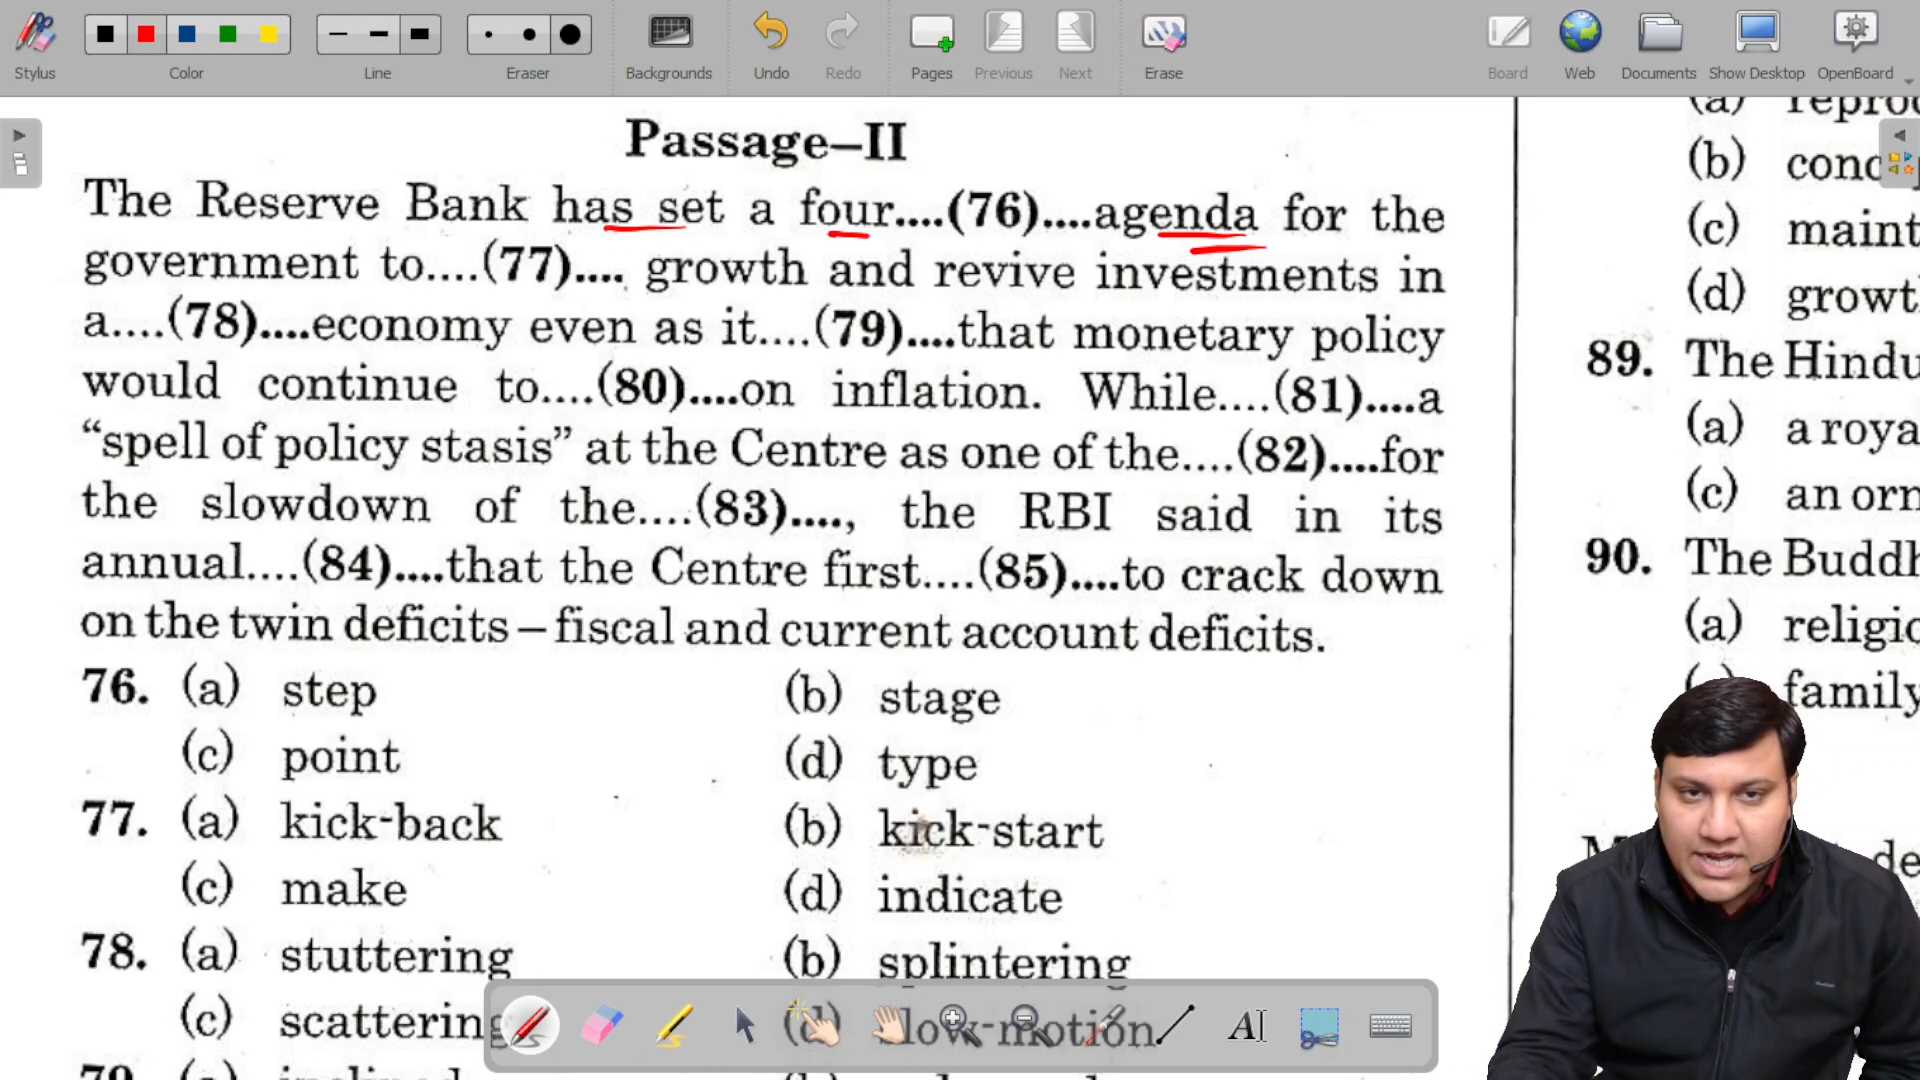 Stylus Color Line Eraser Backgrounds Undo Redo Pages Previous Next Erase Board Web Documents Show Desktop OpenBoard
Passage–II
The Reserve Bank has set a four....(76)....agenda for the
government to....(77).... growth and revive investments in
a....(78)....economy even as it....(79)....that monetary policy
would continue to....(80)....on inflation. While....(81)....a
“spell of policy stasis” at the Centre as one of the....(82)....for
the slowdown of the....(83)...., the RBI said in its
annual....(84)....that the Centre first....(85)....to crack down
on the twin deficits – fiscal and current account deficits.
76. (a) step (b) stage
(c) point (d) type
77. (a) kick-back (b) kick-start
(c) make (d) indicate
78. (a) stuttering (b) splintering
(c) scattering (d) slow-motion
(a)
(b) conc
(c) maint
(d) growt
89. The Hindu
(a) a roya
(c) an orn
90. The Buddh
(a) religio
family